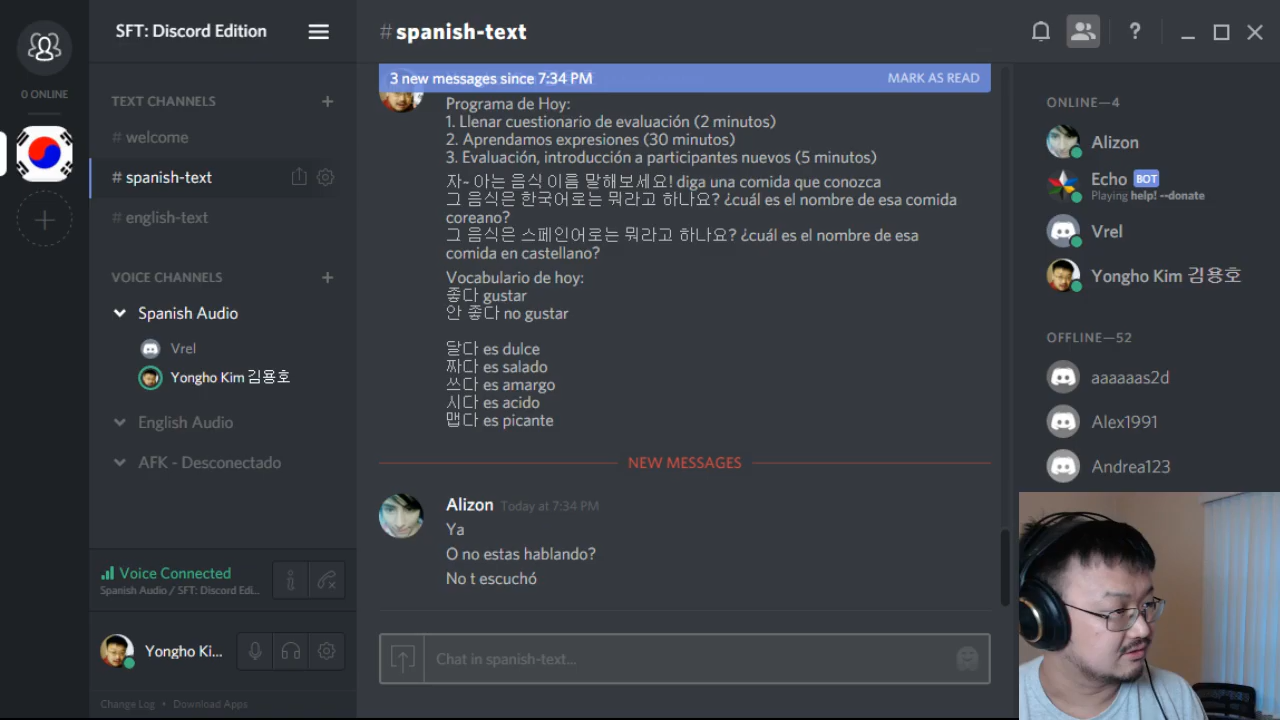 SFT: Discord Edition
# spanish-text
0 ONLINE
TEXT CHANNELS
# welcome
# spanish-text
# english-text
VOICE CHANNELS
Spanish Audio
Vrel
Yongho Kim 김용호
English Audio
AFK - Desconectado
Voice Connected
Spanish Audio / SFT: Discord Edi...
Yongho Ki...
Change Log • Download Apps
3 new messages since 7:34 PM
MARK AS READ
Programa de Hoy:
1. Llenar cuestionario de evaluación (2 minutos)
2. Aprendamos expresiones (30 minutos)
3. Evaluación, introducción a participantes nuevos (5 minutos)
자~ 아는 음식 이름 말해보세요! diga una comida que conozca
그 음식은 한국어로는 뭐라고 하나요? ¿cuál es el nombre de esa comida
coreano?
그 음식은 스페인어로는 뭐라고 하나요? ¿cuál es el nombre de esa
comida en castellano?
Vocabulario de hoy:
좋다 gustar
안 좋다 no gustar
달다 es dulce
짜다 es salado
쓰다 es amargo
시다 es acido
맵다 es picante
NEW MESSAGES
Alizon Today at 7:34 PM
Ya
O no estas hablando?
No t escuchó
Chat in spanish-text...
ONLINE—4
Alizon
Echo BOT
Playing help! --donate
Vrel
Yongho Kim 김용호
OFFLINE—52
aaaaaas2d
Alex1991
Andrea123